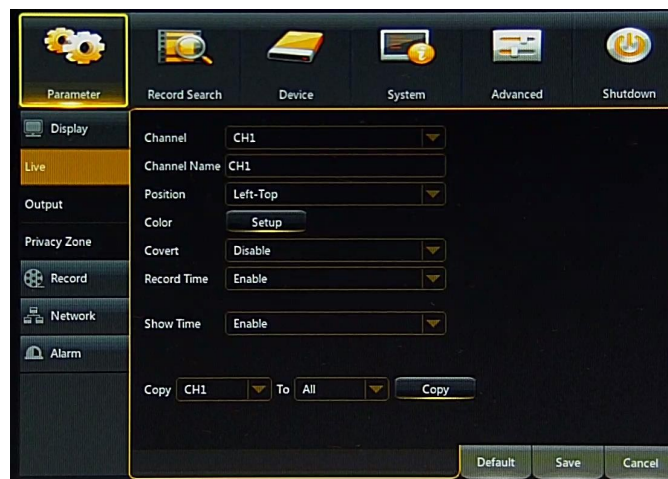 Parameter Record Search Device System Advanced Shutdown
Display
Live
Output
Privacy Zone
Record
Network
Alarm
Channel CH1
Channel Name CH1
Position Left-Top
Color Setup
Covert Disable
Record Time Enable
Show Time Enable
Copy CH1 To All Copy
Default Save Cancel